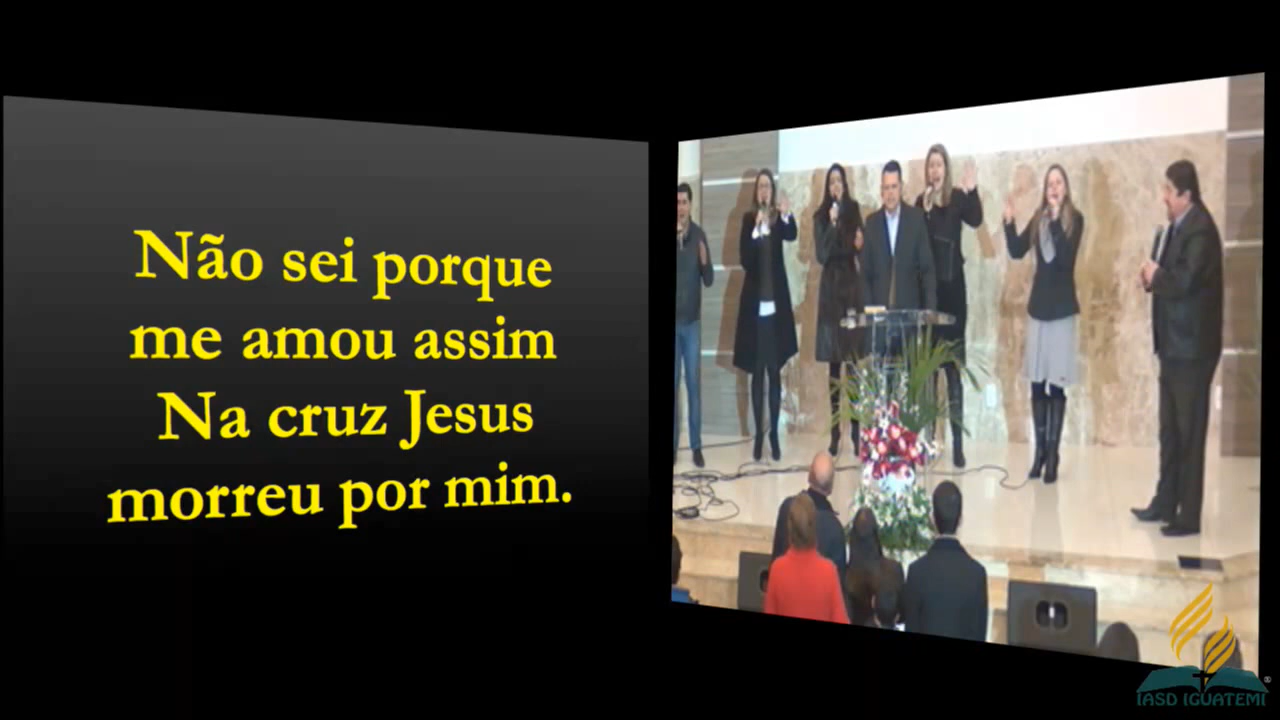 Não sei porque
me amou assim
Na cruz Jesus
morreu por mim.
IASD IGUATEMI
®